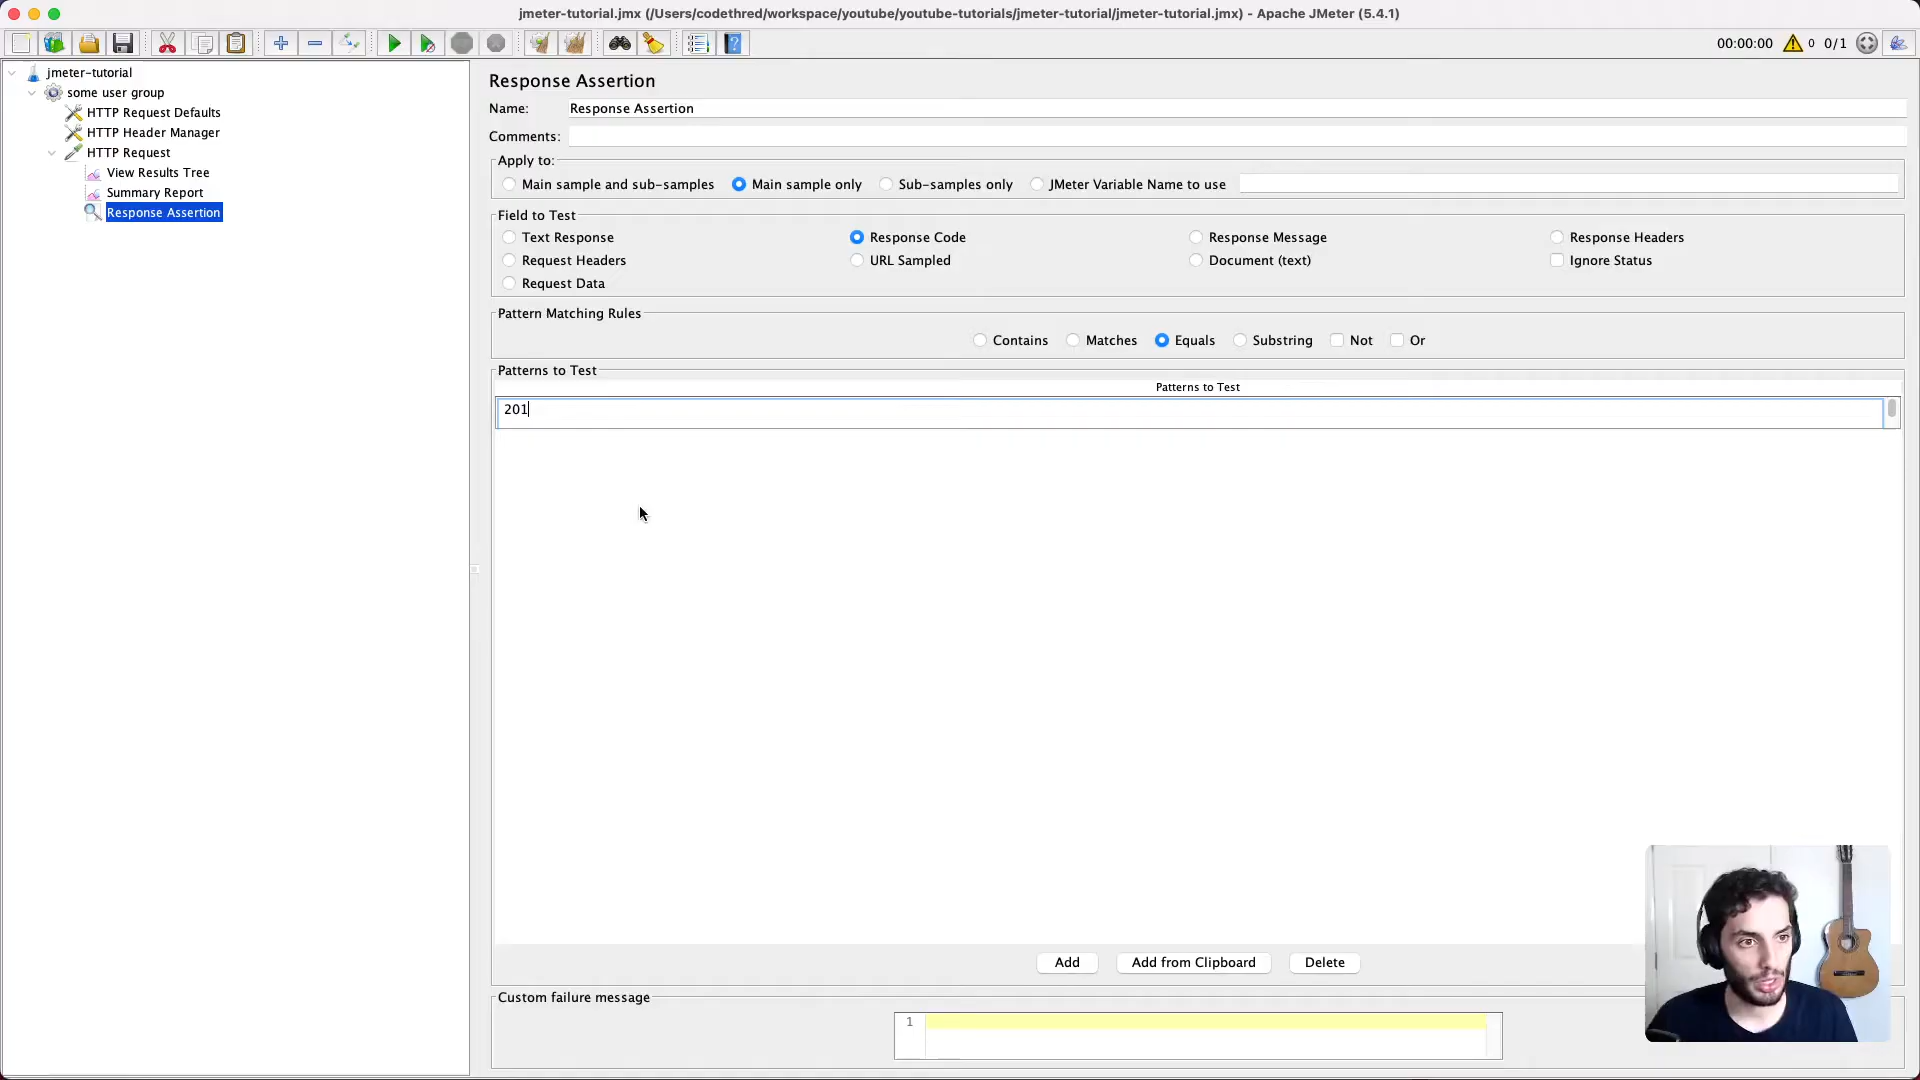 jmeter-tutorial.jmx (/Users/codethred/workspace/youtube/youtube-tutorials/jmeter-tutorial/jmeter-tutorial.jmx) - Apache JMeter (5.4.1)
00:00:00 0 0/1
jmeter-tutorial
some user group
HTTP Request Defaults
HTTP Header Manager
HTTP Request
View Results Tree
Summary Report
Response Assertion
Response Assertion
Name: Response Assertion
Comments:
Apply to:
Main sample and sub-samples Main sample only Sub-samples only JMeter Variable Name to use
Field to Test
Text Response Response Code Response Message Response Headers
Request Headers URL Sampled Document (text) Ignore Status
Request Data
Pattern Matching Rules
Contains Matches Equals Substring Not Or
Patterns to Test
Patterns to Test
201
Add Add from Clipboard Delete
Custom failure message
1